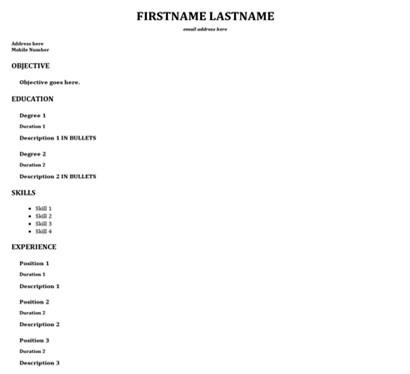 FIRSTNAME LASTNAME
email address here
Address here
Mobile Number
OBJECTIVE
Objective goes here.
EDUCATION
Degree 1
Duration 1
Description 1 IN BULLETS
Degree 2
Duration 2
Description 2 IN BULLETS
SKILLS
• Skill 1
• Skill 2
• Skill 3
• Skill 4
EXPERIENCE
Position 1
Duration 1
Description 1
Position 2
Duration 2
Description 2
Position 3
Duration 2
Description 3